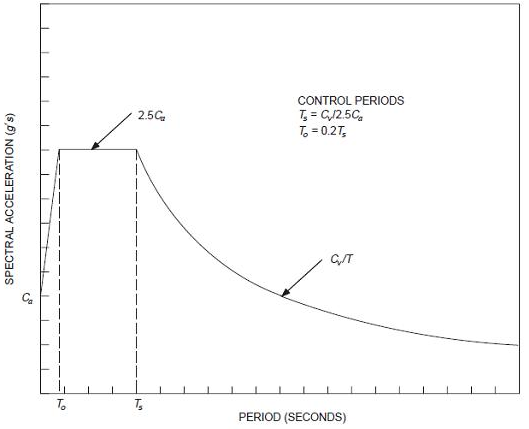 SPECTRAL ACCELERATION (g's)
2.5Ca
CONTROL PERIODS
Ts = Cv/2.5Ca
To = 0.2Ts
Cv/T
Ca
To
Ts
PERIOD (SECONDS)